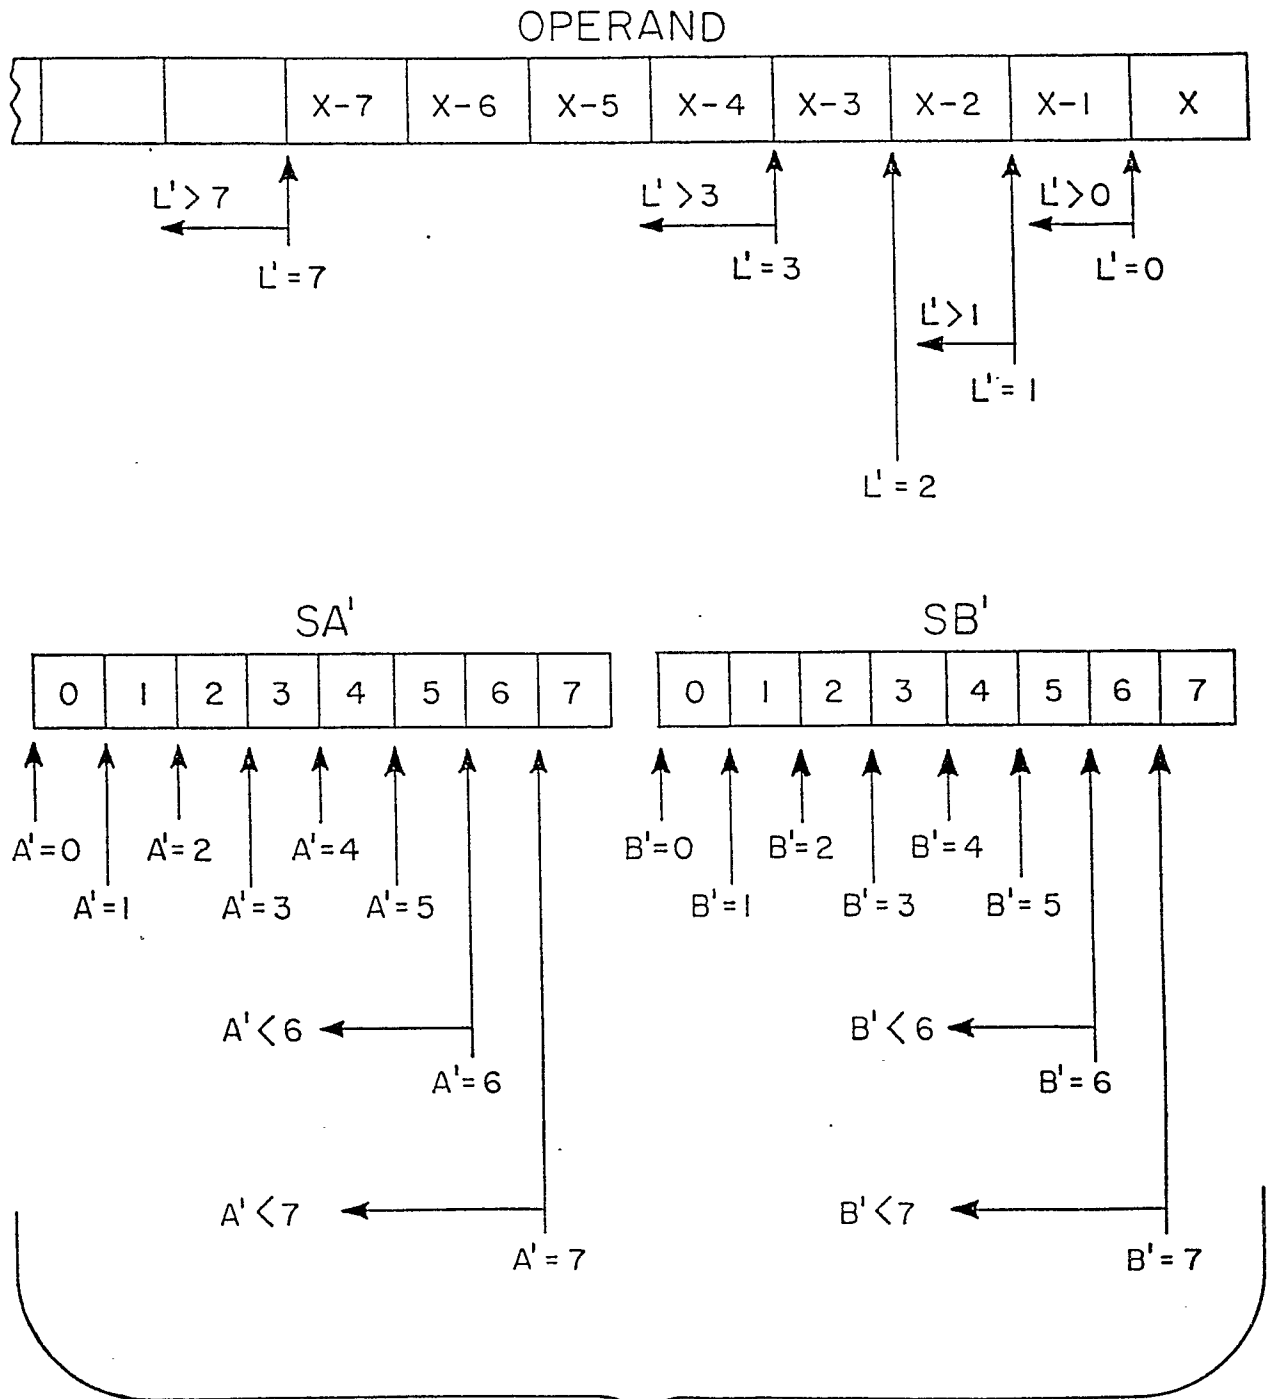 OPERAND
X-7 X-6 X-5 X-4 X-3 X-2 X-1 X
L'>7 L'>3 L'>0
L'=7 L'=3 L'=0
L'>1
L'=1
L'=2
SA' SB'
0 1 2 3 4 5 6 7 0 1 2 3 4 5 6 7
A'=0 A'=2 A'=4 B'=0 B'=2 B'=4
A'=1 A'=3 A'=5 B'=1 B'=3 B'=5
A'<6 B'<6
A'=6 B'=6
A'<7 B'<7
A'=7 B'=7